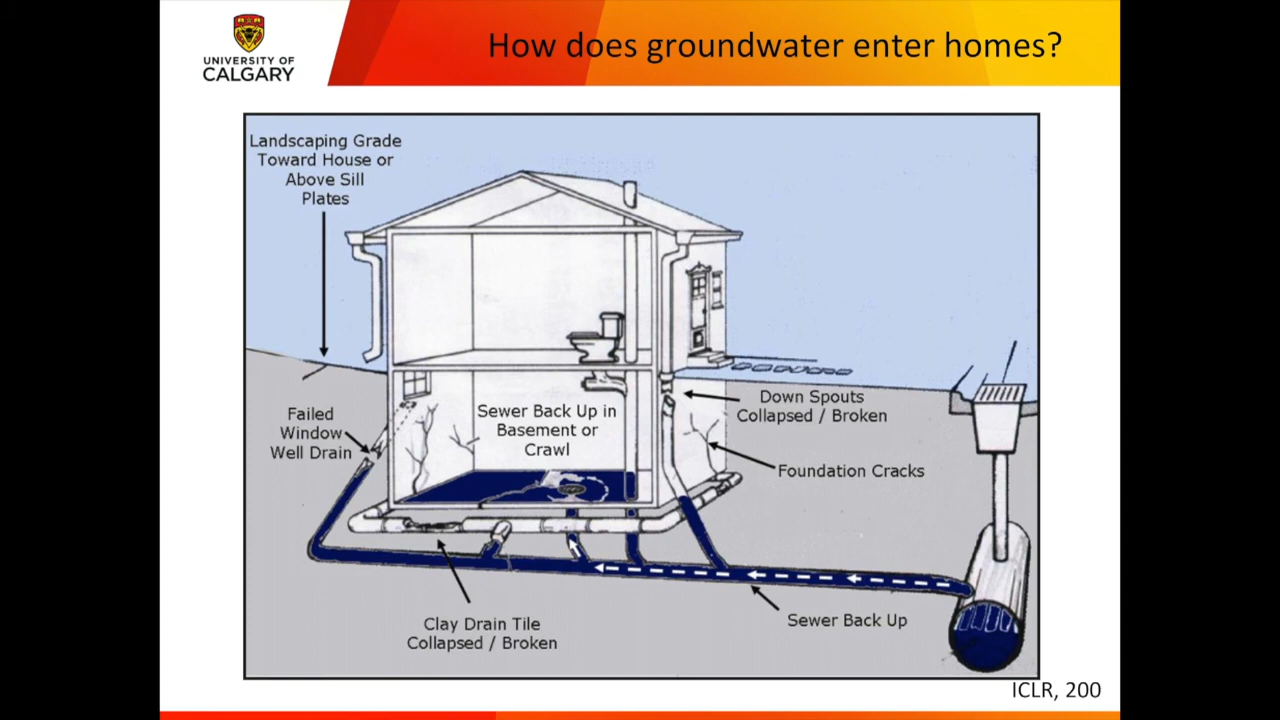 UNIVERSITY OF
CALGARY
How does groundwater enter homes?
Landscaping Grade
Toward House or
Above Sill
Plates
Failed
Window
Well Drain
Sewer Back Up in
Basement or
Crawl
Down Spouts
Collapsed / Broken
Foundation Cracks
Clay Drain Tile
Collapsed / Broken
Sewer Back Up
ICLR, 200